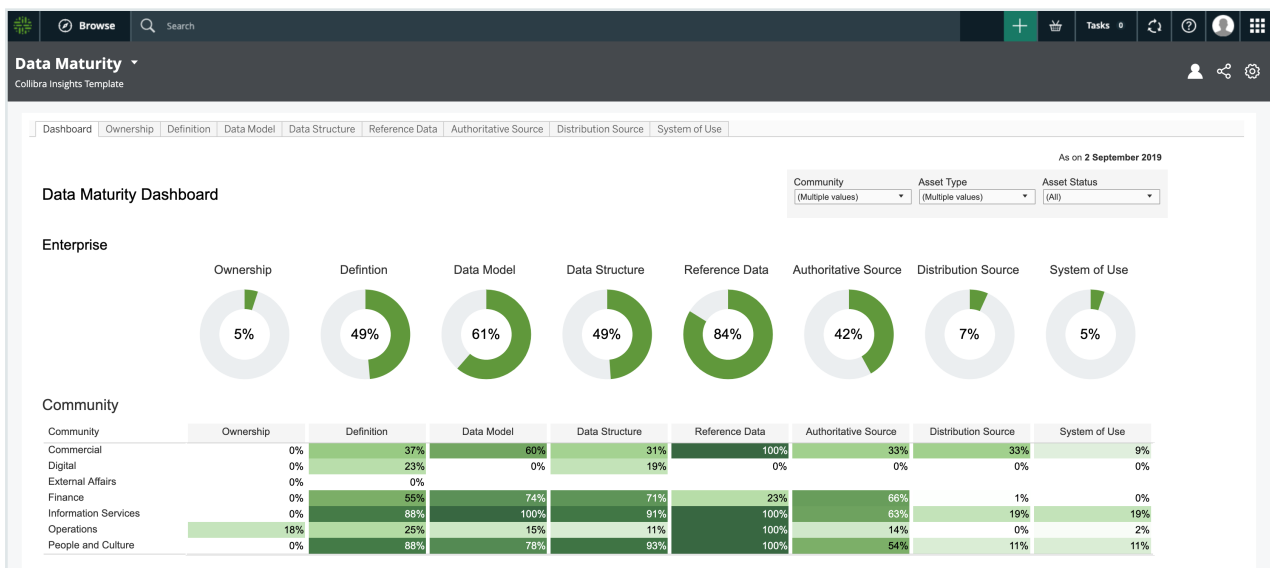 Browse Search Tasks 0
Data Maturity
Collibra Insights Template
Dashboard Ownership Definition Data Model Data Structure Reference Data Authoritative Source Distribution Source System of Use
As on 2 September 2019
Data Maturity Dashboard
Community Asset Type Asset Status
(Multiple values) (Multiple values) (All)
Enterprise
Ownership Defintion Data Model Data Structure Reference Data Authoritative Source Distribution Source System of Use
5% 49% 61% 49% 84% 42% 7% 5%
Community
Community Ownership Definition Data Model Data Structure Reference Data Authoritative Source Distribution Source System of Use
Commercial 0% 37% 60% 31% 100% 33% 33% 9%
Digital 0% 23% 0% 19% 0% 0% 0% 0%
External Affairs 0% 0%
Finance 0% 55% 74% 71% 23% 66% 1% 0%
Information Services 0% 88% 100% 91% 100% 63% 19% 19%
Operations 18% 25% 15% 11% 100% 14% 0% 2%
People and Culture 0% 88% 78% 93% 100% 54% 11% 11%